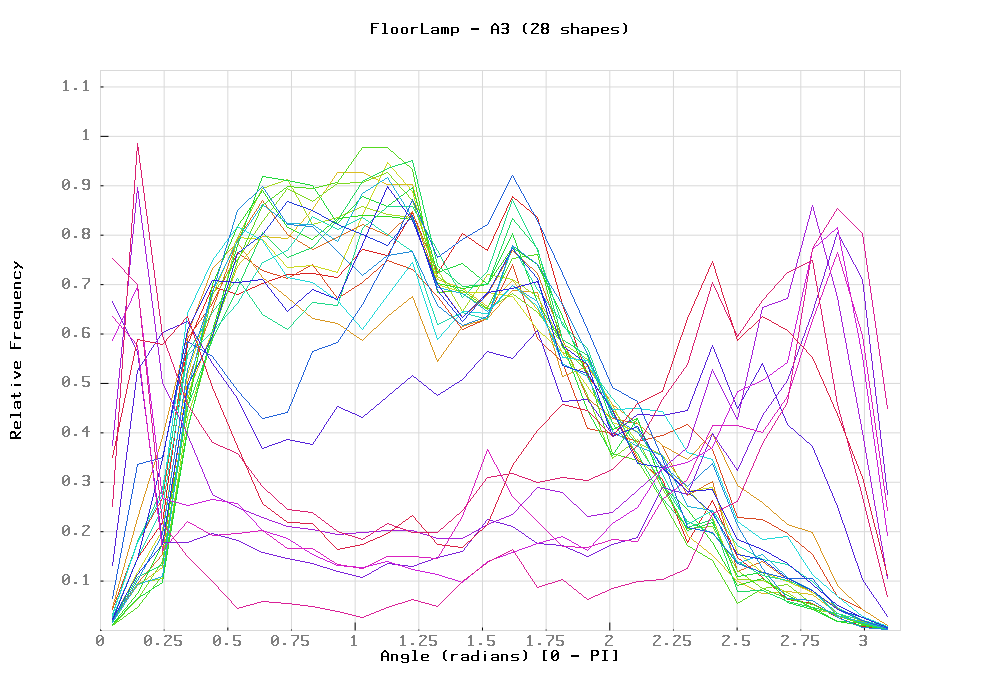 FloorLamp - A3 (28 shapes)
1.1
1
0.9
0.8
0.7
0.6
0.5
0.4
0.3
0.2
0.1
Relative Frequency
0 0.25 0.5 0.75 1 1.25 1.5 1.75 2 2.25 2.5 2.75 3
Angle (radians) [0 - PI]